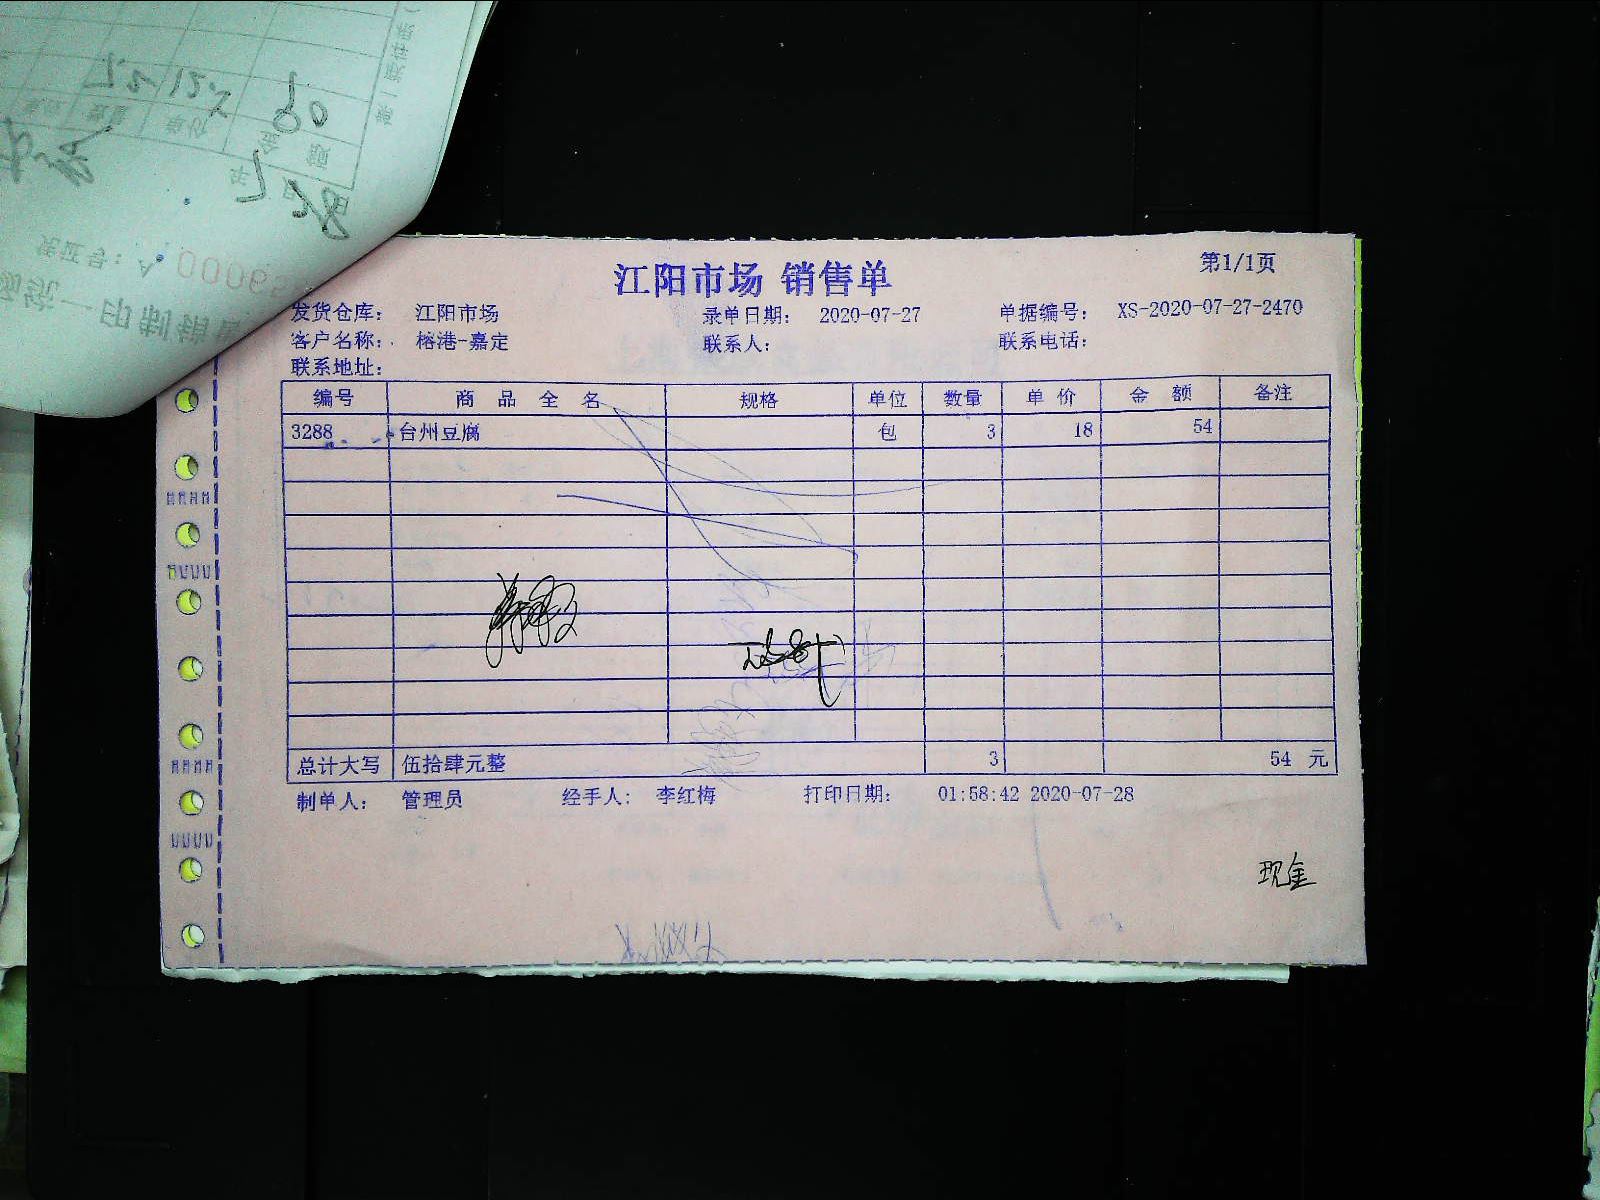 第1/1页
江阳市场 销售单
发货仓库： 江阳市场 录单日期： 2020-07-27 单据编号： XS-2020-07-27-2470
客户名称： 榕港-嘉定 联系人： 联系电话：
联系地址：
编号 商品全名 规格 单位 数量 单价 金额 备注
3288 台州豆腐 包 3 18 54
总计大写 伍拾肆元整 3 54 元
制单人： 管理员 经手人： 李红梅 打印日期： 01:58:42 2020-07-28
现金